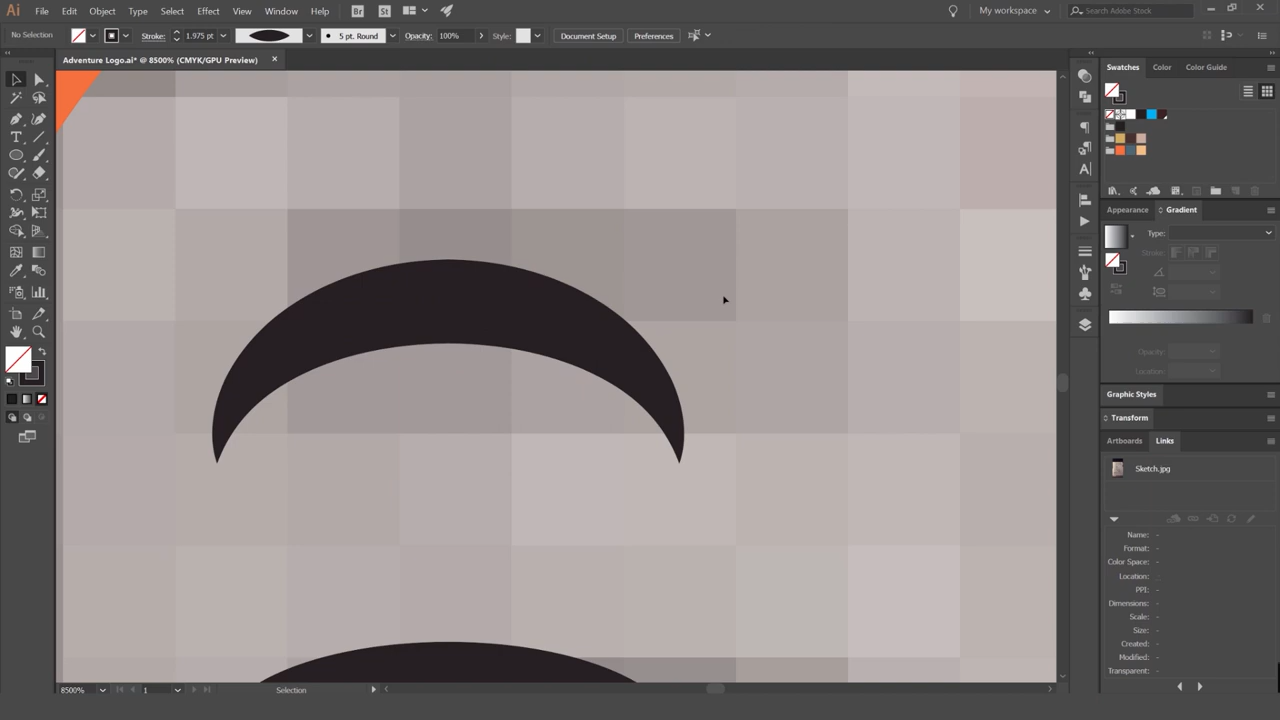 Ai File Edit Object Type Select Effect View Window Help Br St My workspace Search Adobe Stock
No Selection Stroke: 1.975 pt 5 pt. Round Opacity: 100% Style: Document Setup Preferences
Adventure Logo.ai* @ 8500% (CMYK/GPU Preview)
Swatches Color Color Guide
Appearance Gradient
Type:
Stroke:
Opacity:
Location:
Graphic Styles
Transform
Artboards Links
Sketch.jpg
Name: -
Format: -
Color Space: -
Location: -
PPI: -
Dimensions: -
Scale: -
Size: -
Created: -
Modified: -
Transparent: -
8500% 1 Selection